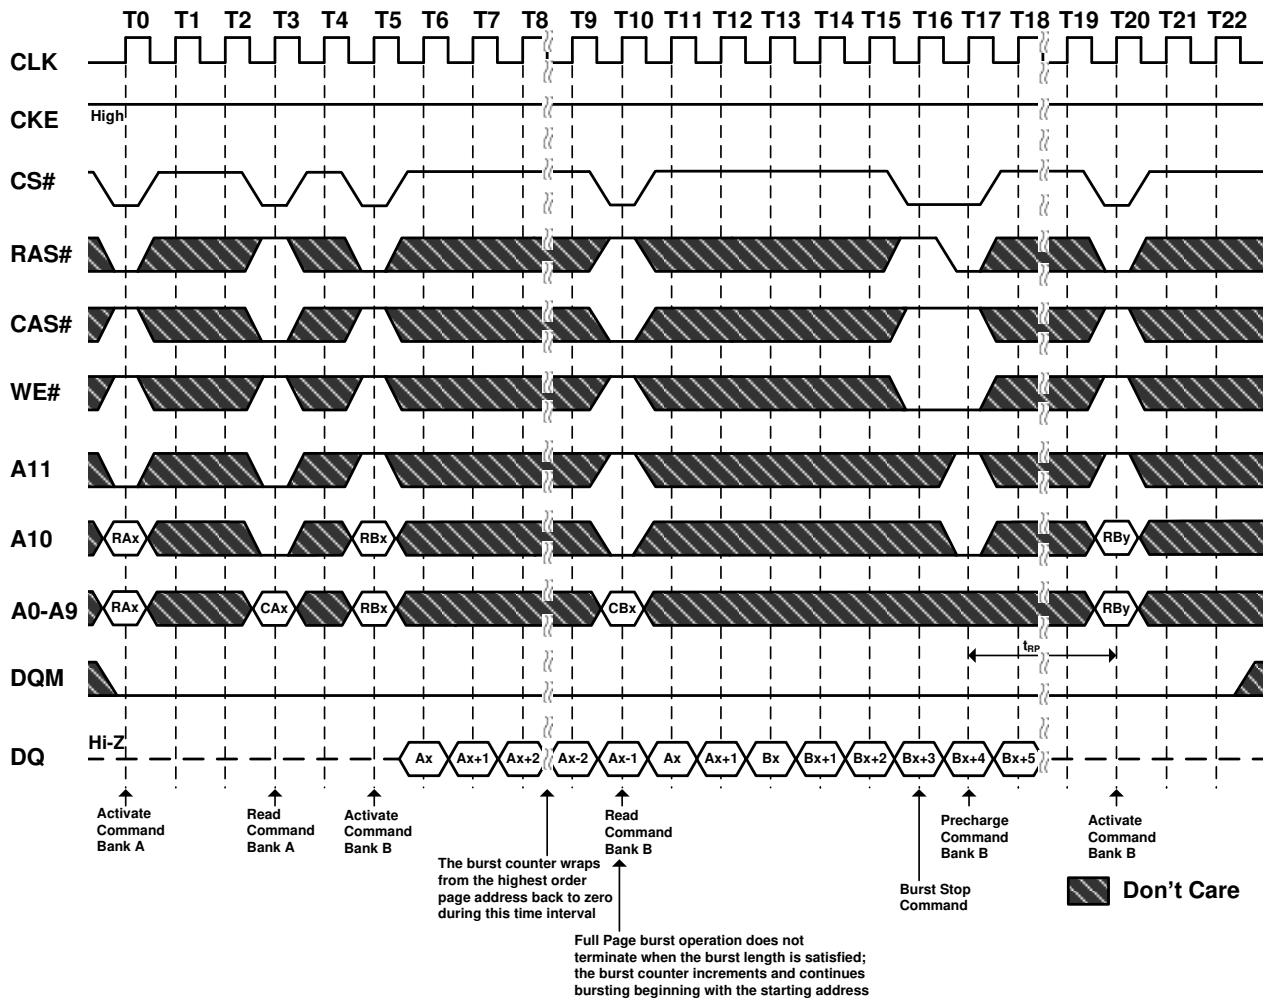 T0 T1 T2 T3 T4 T5 T6 T7 T8 T9 T10 T11 T12 T13 T14 T15 T16 T17 T18 T19 T20 T21 T22
CLK
CKE High
CS#
RAS#
CAS#
WE#
A11
A10 RAx RBx RBy
A0-A9 RAx CAx RBx CBx RBy
tRP
DQM
DQ Hi-Z Ax Ax+1 Ax+2 Ax-2 Ax-1 Ax Ax+1 Bx Bx+1 Bx+2 Bx+3 Bx+4 Bx+5
Activate
Command
Bank A
Read
Command
Bank A
Activate
Command
Bank B
The burst counter wraps
from the highest order
page address back to zero
during this time interval
Read
Command
Bank B
Full Page burst operation does not
terminate when the burst length is satisfied;
the burst counter increments and continues
bursting beginning with the starting address
Burst Stop
Command
Precharge
Command
Bank B
Activate
Command
Bank B
Don't Care